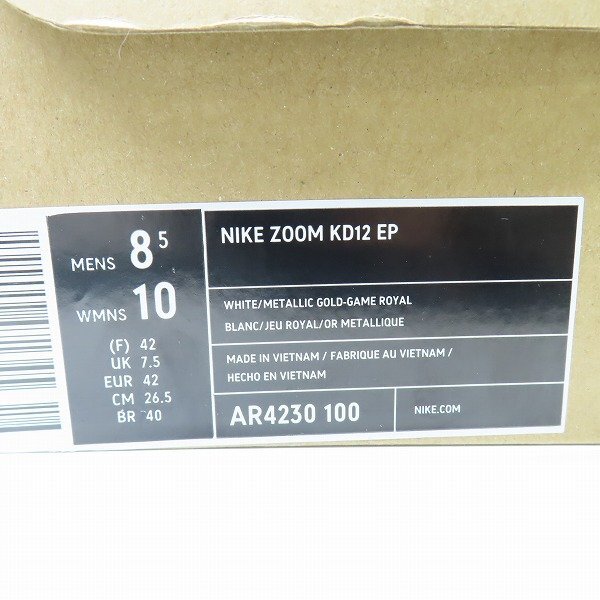 MENS 8 5
WMNS 10
(F) 42
UK 7.5
EUR 42
CM 26.5
BR 40
NIKE ZOOM KD12 EP
WHITE/METALLIC GOLD-GAME ROYAL
BLANC/JEU ROYAL/OR METALLIQUE
MADE IN VIETNAM / FABRIQUE AU VIETNAM /
HECHO EN VIETNAM
AR4230 100
NIKE.COM